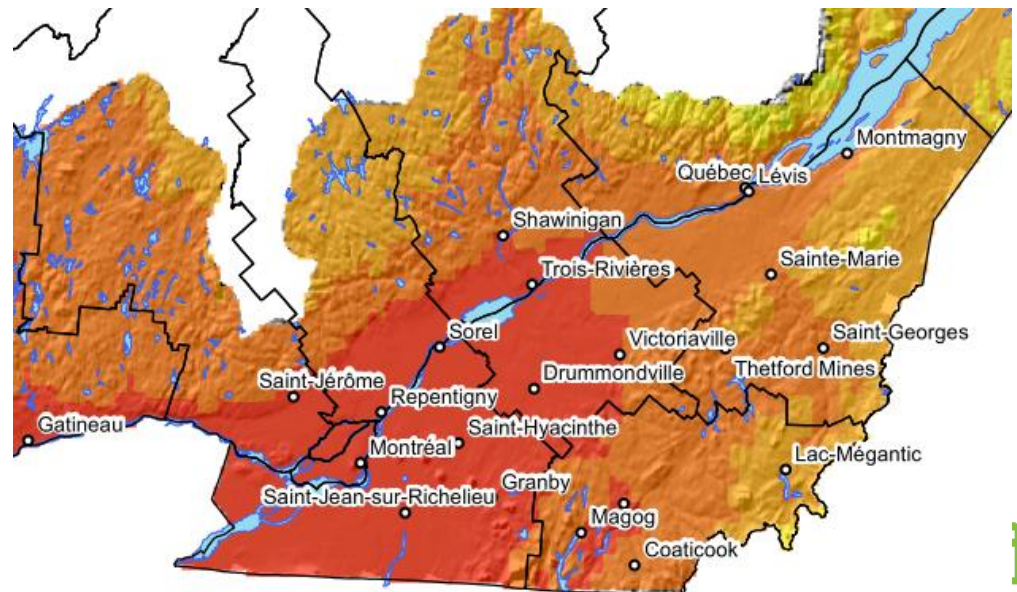 Montmagny
Québec
Lévis
Shawinigan
Trois-Rivières
Sainte-Marie
Sorel
Victoriaville
Saint-Georges
Saint-Jérôme
Drummondville
Thetford Mines
Repentigny
Gatineau
Saint-Hyacinthe
Montréal
Lac-Mégantic
Granby
Saint-Jean-sur-Richelieu
Magog
Coaticook